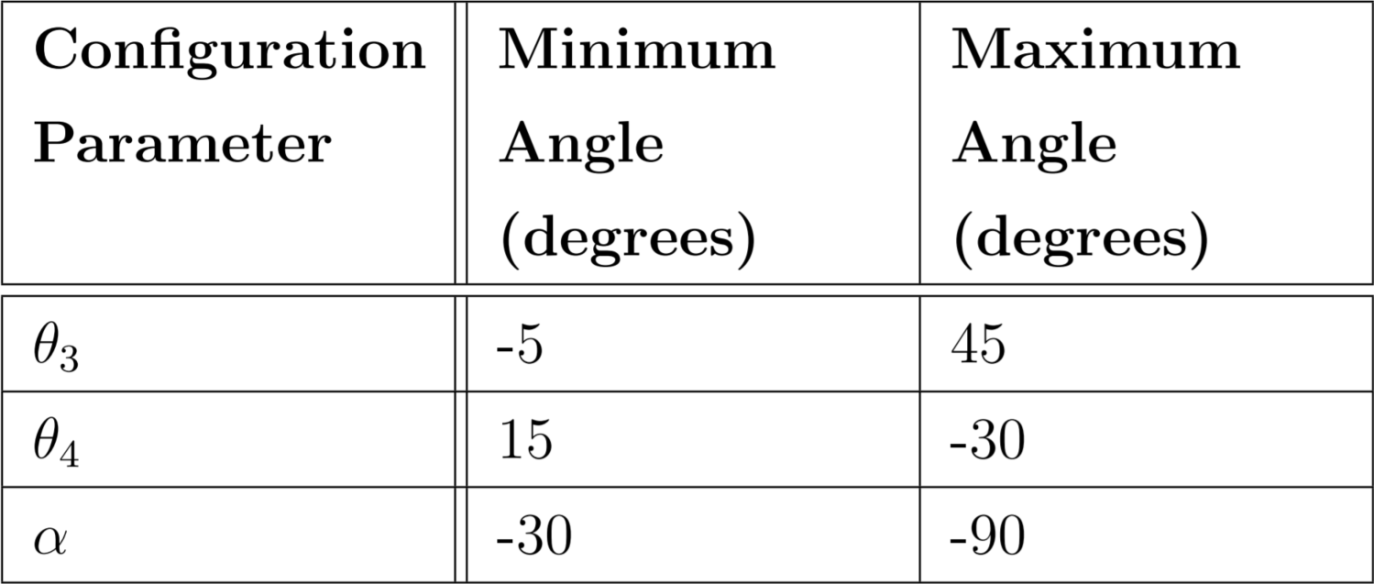 Configuration Minimum Maximum
Parameter Angle Angle
(degrees) (degrees)
θ₃ -5 45
θ₄ 15 -30
α -30 -90